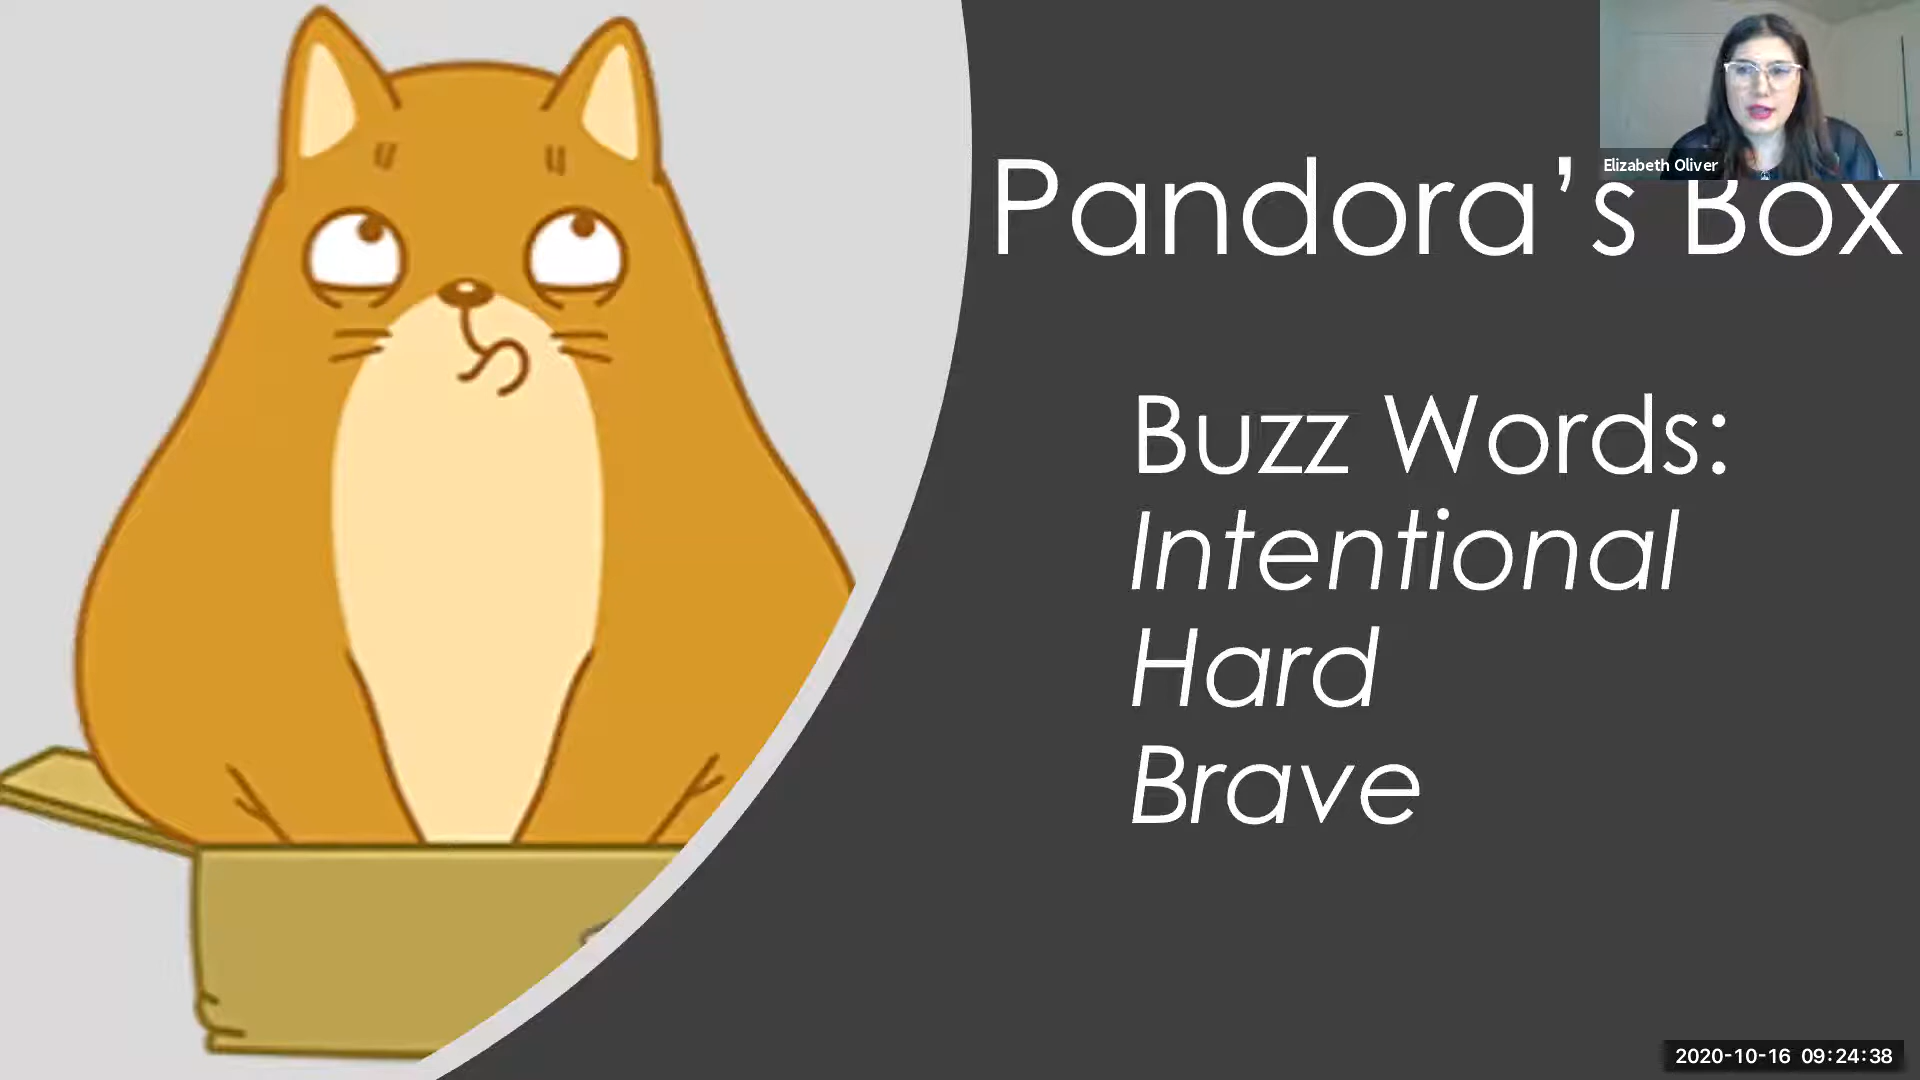 Elizabeth Oliver
Pandora's Box
Buzz Words:
Intentional
Hard
Brave
2020-10-16 09:24:38